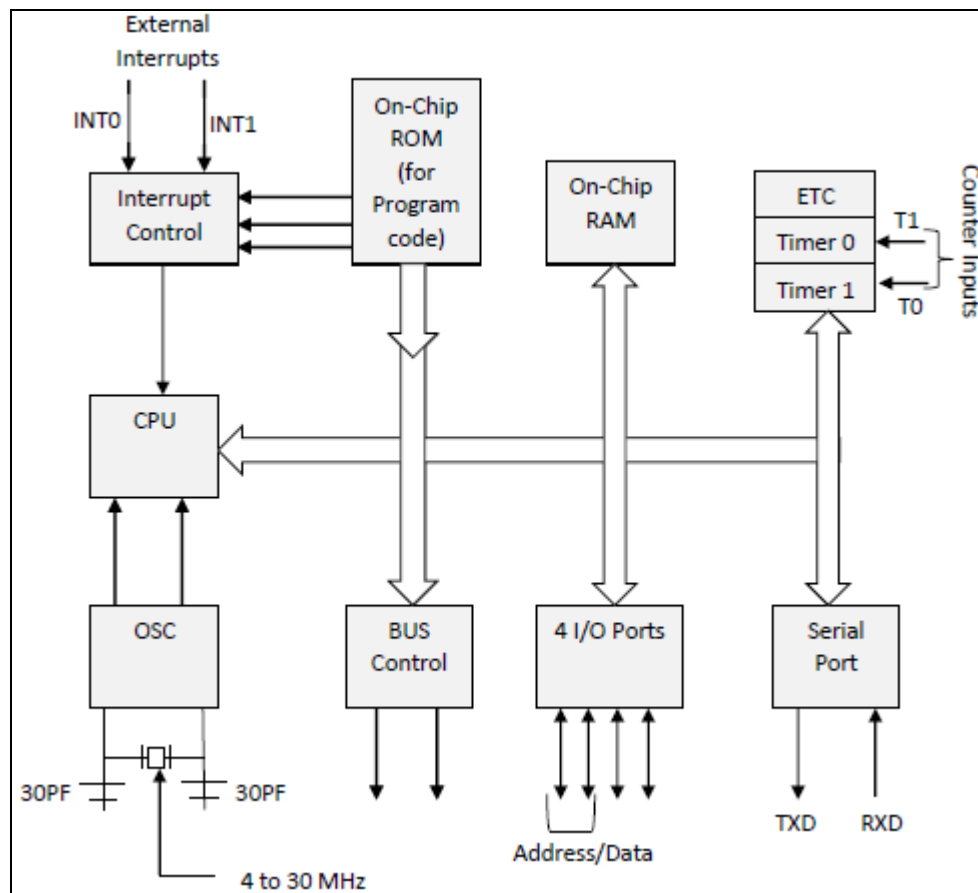 External
Interrupts
INT0
INT1
On-Chip
ROM
(for
Program
code)
Interrupt
Control
On-Chip
RAM
ETC
Timer 0
Timer 1
T1
T0
Counter Inputs
CPU
OSC
BUS
Control
4 I/O Ports
Serial
Port
30PF
30PF
4 to 30 MHz
Address/Data
TXD
RXD